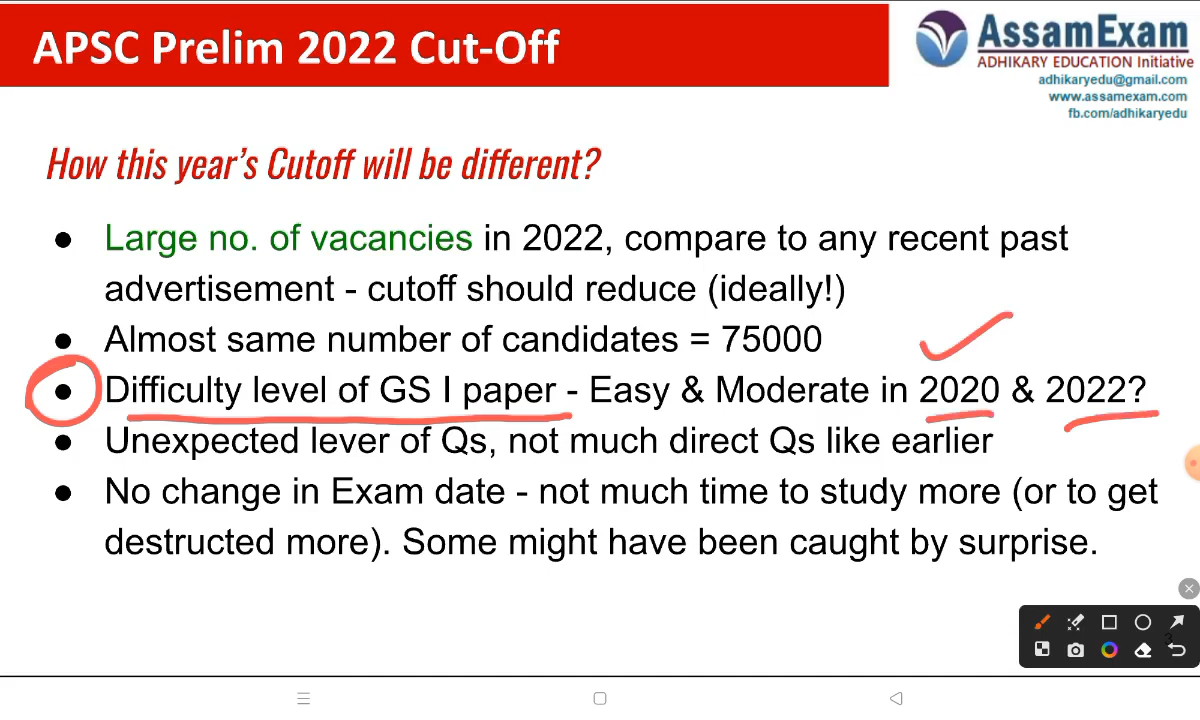 APSC Prelim 2022 Cut-Off
AssamExam
ADHIKARY EDUCATION Initiative
adhikaryedu@gmail.com
www.assamexam.com
fb.com/adhikaryedu
How this year's Cutoff will be different?
● Large no. of vacancies in 2022, compare to any recent past
advertisement - cutoff should reduce (ideally!)
● Almost same number of candidates = 75000
● Difficulty level of GS I paper - Easy & Moderate in 2020 & 2022?
● Unexpected lever of Qs, not much direct Qs like earlier
● No change in Exam date - not much time to study more (or to get
destructed more). Some might have been caught by surprise.
3